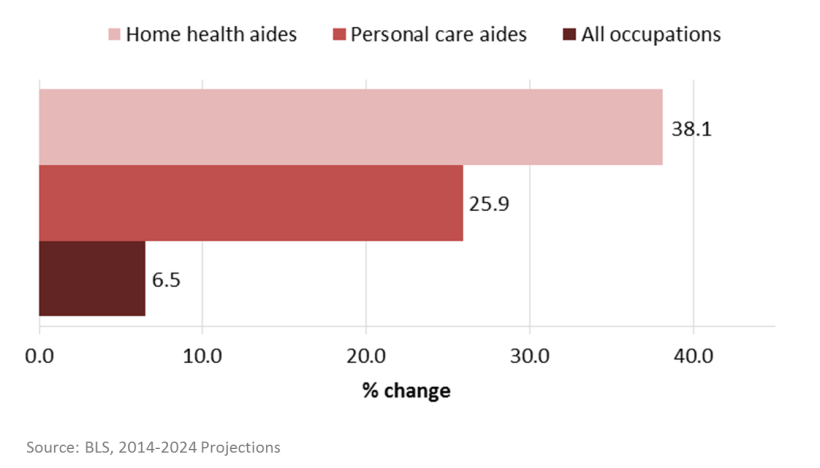 Home health aides Personal care aides All occupations
38.1
25.9
6.5
0.0 10.0 20.0 30.0 40.0
% change
Source: BLS, 2014-2024 Projections